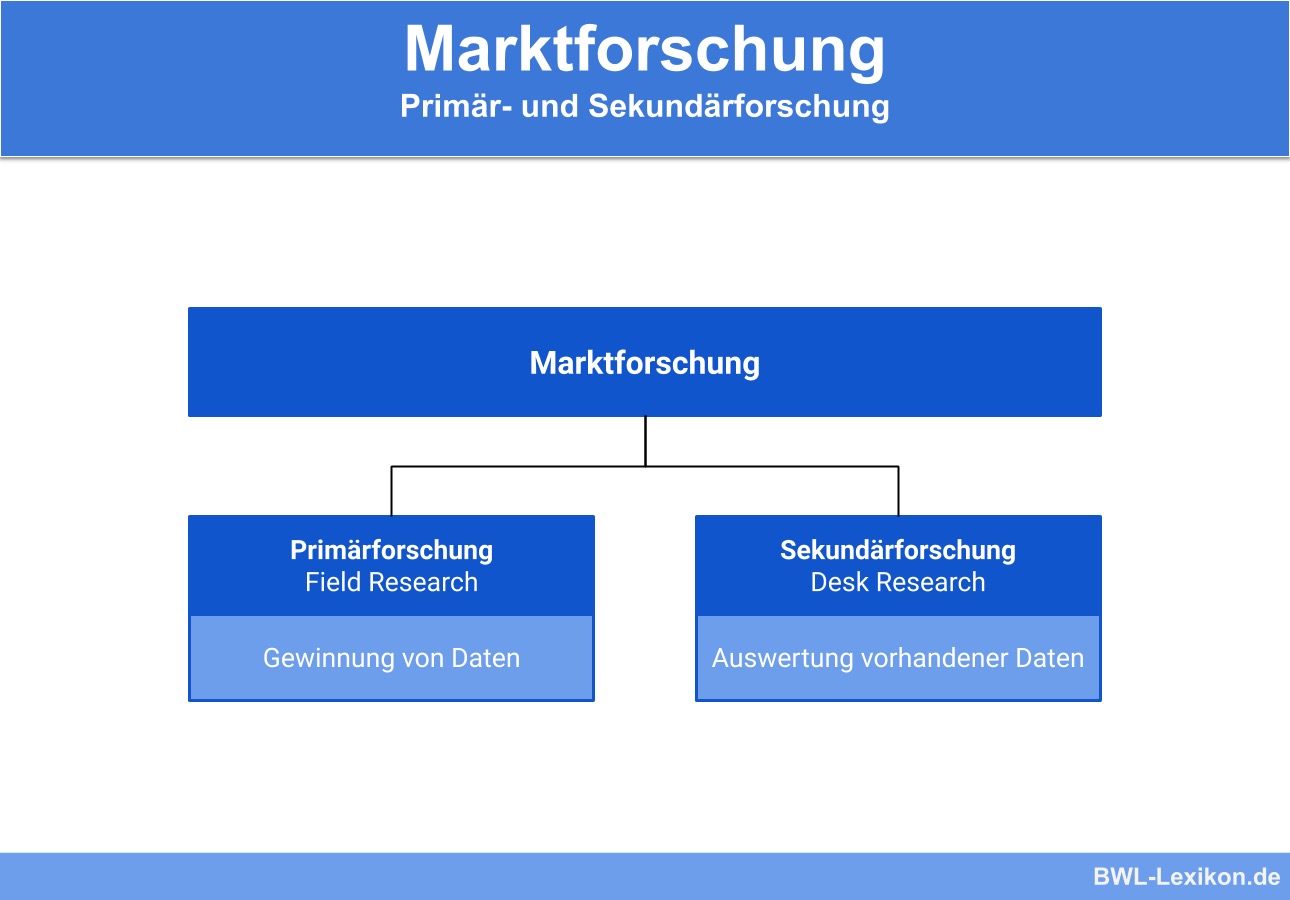 Marktforschung
Primär- und Sekundärforschung
Marktforschung
Primärforschung
Field Research
Gewinnung von Daten
Sekundärforschung
Desk Research
Auswertung vorhandener Daten
BWL-Lexikon.de